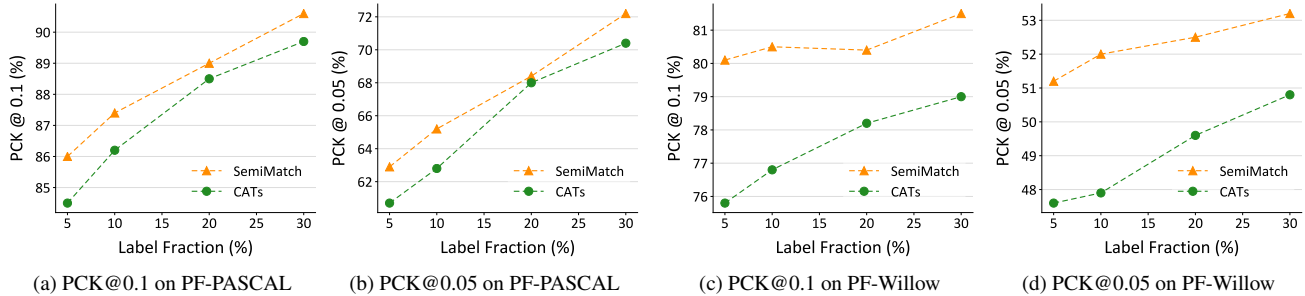 PCK @ 0.1 (%)
90
89
88
87
86
85
5
10
15
20
25
30
Label Fraction (%)
SemiMatch
CATs
(a) PCK@0.1 on PF-PASCAL
PCK @ 0.05 (%)
72
70
68
66
64
62
5
10
15
20
25
30
Label Fraction (%)
SemiMatch
CATs
(b) PCK@0.05 on PF-PASCAL
PCK @ 0.1 (%)
81
80
79
78
77
76
5
10
15
20
25
30
Label Fraction (%)
SemiMatch
CATs
(c) PCK@0.1 on PF-Willow
PCK @ 0.05 (%)
53
52
51
50
49
48
5
10
15
20
25
30
Label Fraction (%)
SemiMatch
CATs
(d) PCK@0.05 on PF-Willow